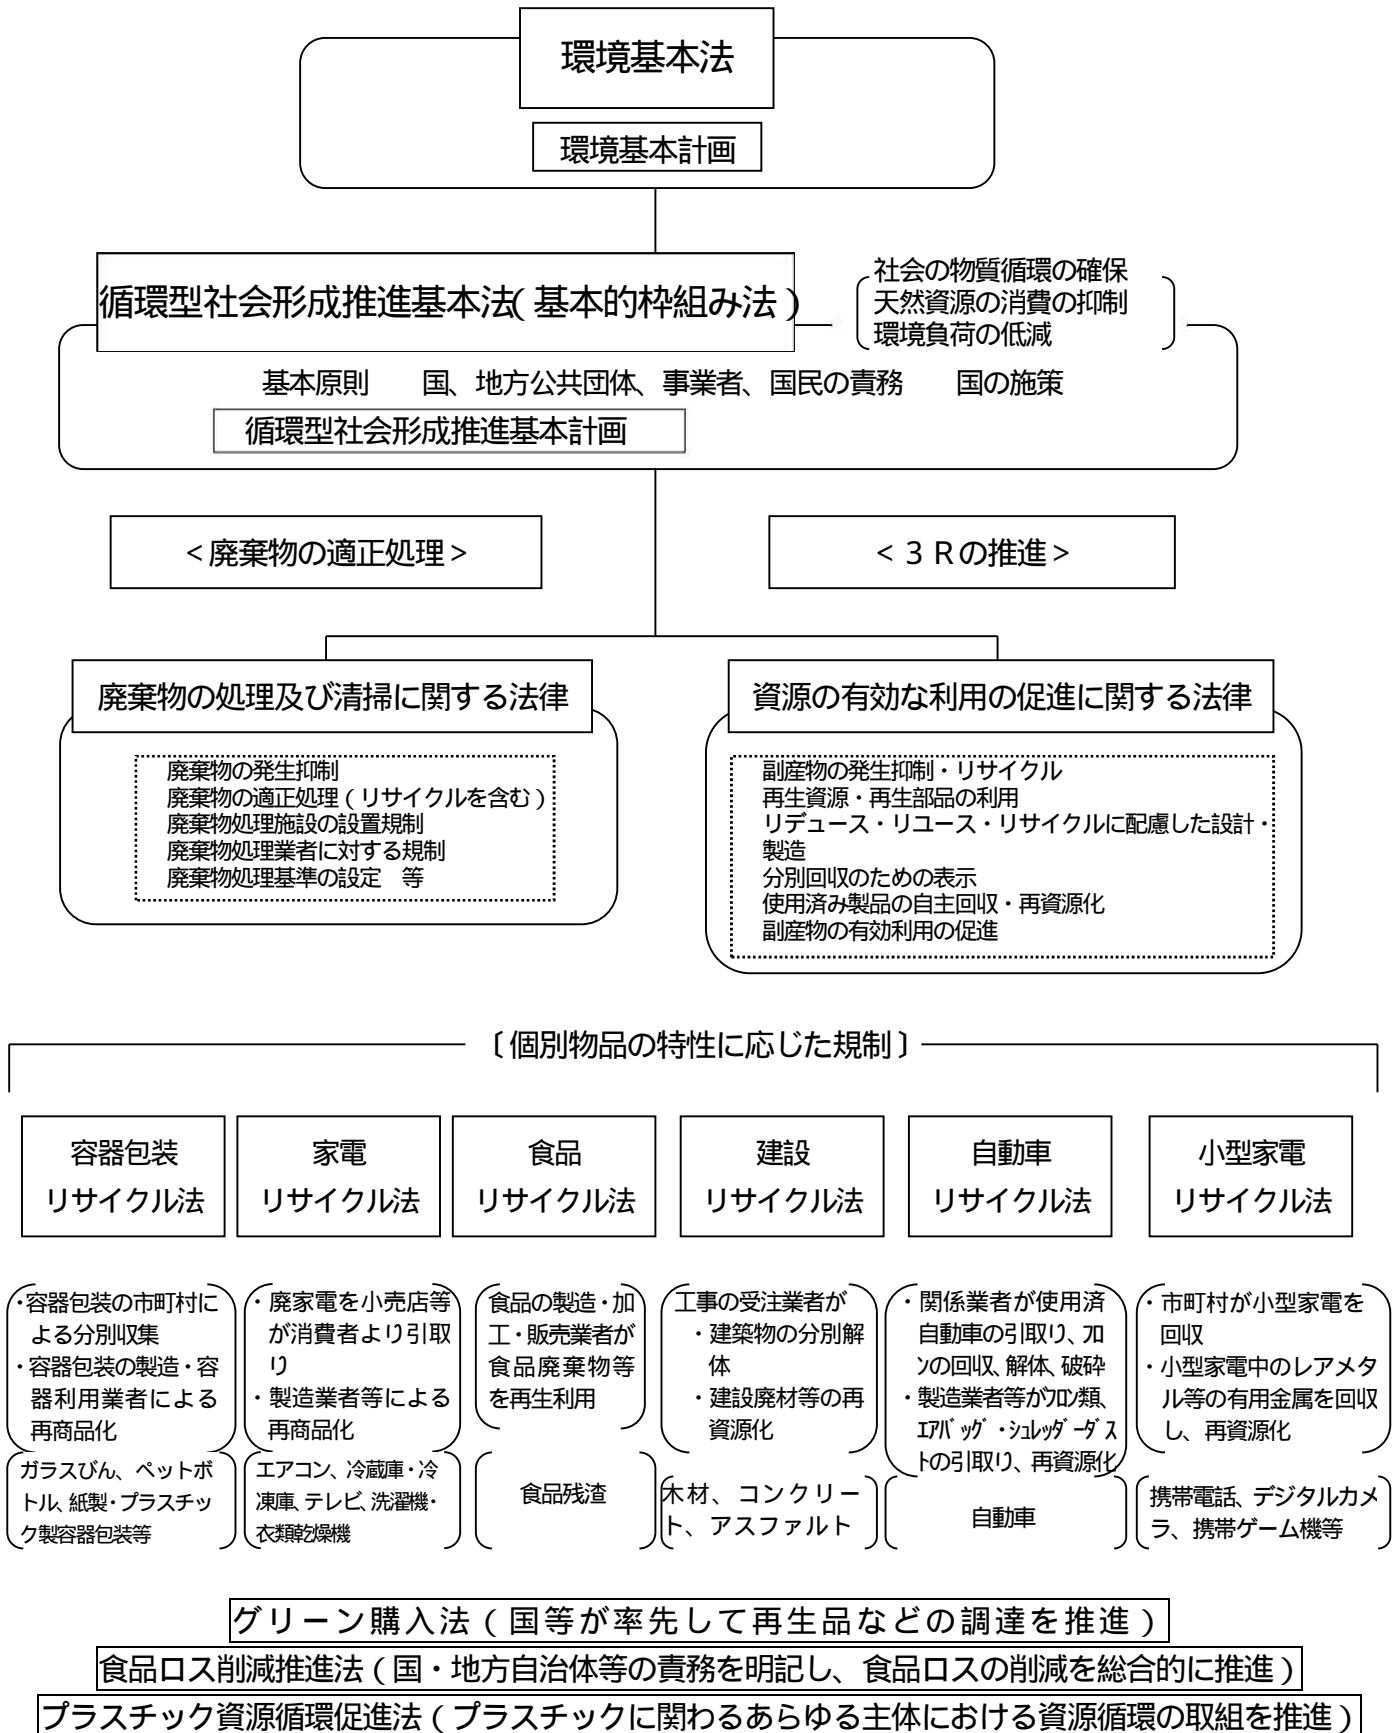 環境基本法
環境基本計画
循環型社会形成推進基本法(基本的枠組み法)
社会の物質循環の確保
天然資源の消費の抑制
環境負荷の低減
基本原則　国、地方公共団体、事業者、国民の責務　国の施策
循環型社会形成推進基本計画
<廃棄物の適正処理>
<３Ｒの推進>
廃棄物の処理及び清掃に関する法律
廃棄物の発生抑制
廃棄物の適正処理(リサイクルを含む)
廃棄物処理施設の設置規制
廃棄物処理業者に対する規制
廃棄物処理基準の設定　等
資源の有効な利用の促進に関する法律
副産物の発生抑制・リサイクル
再生資源・再生部品の利用
リデュース・リユース・リサイクルに配慮した設計・
製造
分別回収のための表示
使用済み製品の自主回収・再資源化
副産物の有効利用の促進
〔個別物品の特性に応じた規制〕
容器包装
リサイクル法
家電
リサイクル法
食品
リサイクル法
建設
リサイクル法
自動車
リサイクル法
小型家電
リサイクル法
・容器包装の市町村に
よる分別収集
・容器包装の製造・容
器利用業者による
再商品化
・廃家電を小売店等
が消費者より引取
り
・製造業者等による
再商品化
食品の製造・加
工・販売業者が
食品廃棄物等
を再生利用
工事の受注業者が
・建築物の分別解
体
・建設廃材等の再
資源化
・関係業者が使用済
自動車の引取り、ﾌﾛ
ﾝの回収、解体、破砕
・製造業者等がﾌﾛﾝ類、
ｴｱﾊﾞｯｸﾞ・ｼｭﾚｯﾀﾞｰﾀﾞｽ
ﾄの引取り、再資源化
・市町村が小型家電を
回収
・小型家電中のレアメタ
ル等の有用金属を回収
し、再資源化
ガラスびん、ペットボ
トル、紙製・プラスチッ
ク製容器包装等
エアコン、冷蔵庫・冷
凍庫、テレビ、洗濯機・
衣類乾燥機
食品残渣
木材、コンクリー
ト、アスファルト
自動車
携帯電話、デジタルカメ
ラ、携帯ゲーム機等
グリーン購入法(国等が率先して再生品などの調達を推進)
食品ロス削減推進法(国・地方自治体等の責務を明記し、食品ロスの削減を総合的に推進)
プラスチック資源循環促進法(プラスチックに関わるあらゆる主体における資源循環の取組を推進)